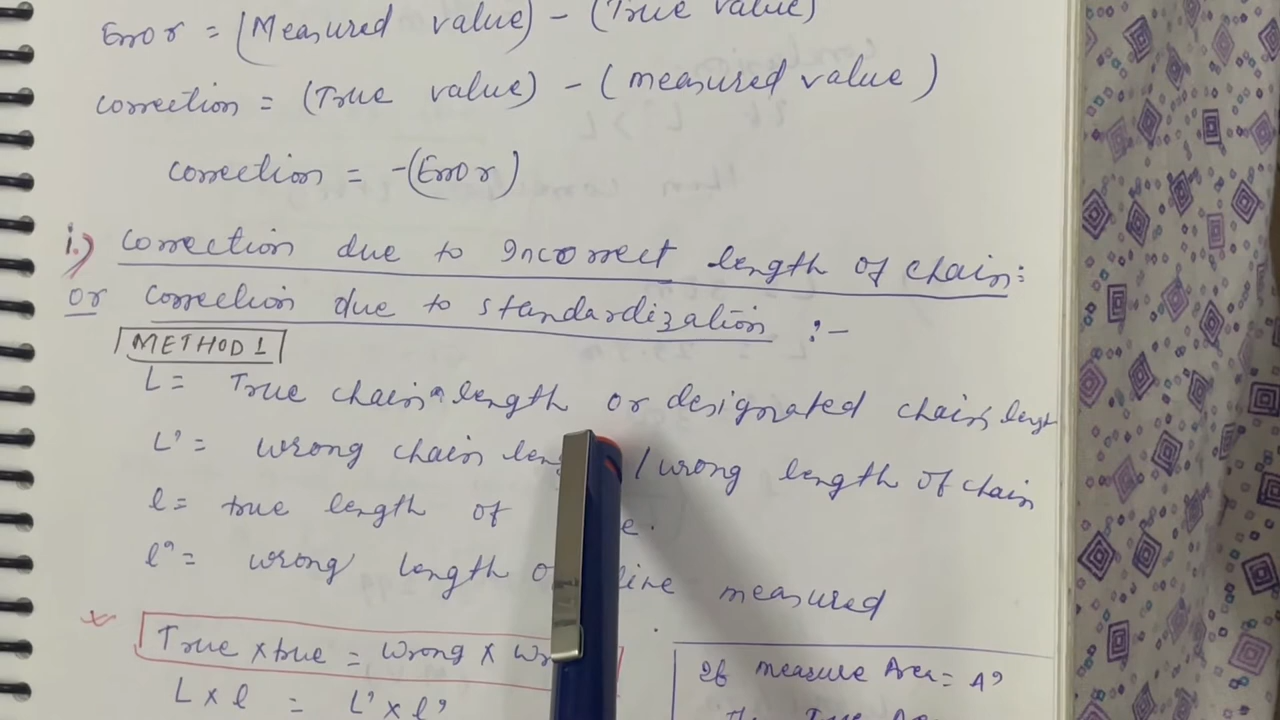 Error = (Measured value) - (True value)
correction = (True value) - (measured value)
correction = -(Error)
i.) correction due to Incorrect length of chain:
or correction due to standardization :-
METHOD 1
L = True chain length or designated chain lengt
L' = wrong chain leng / wrong length of chain
l = true length of e.
l' = wrong length o line measured
True x true = wrong x wr
L x l = L' x l'
If measure Area = A'